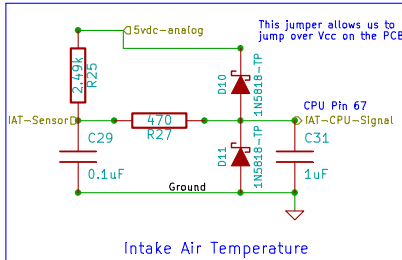 5vdc-analog
This jumper allows us to
jump over Vcc on the PCB
2.49k
R25
D10
1N5818-TP
CPU Pin 67
IAT-Sensor
470
R27
IAT-CPU-Signal
C29
0.1uF
D11
1N5818-TP
C31
1uF
Ground
Intake Air Temperature